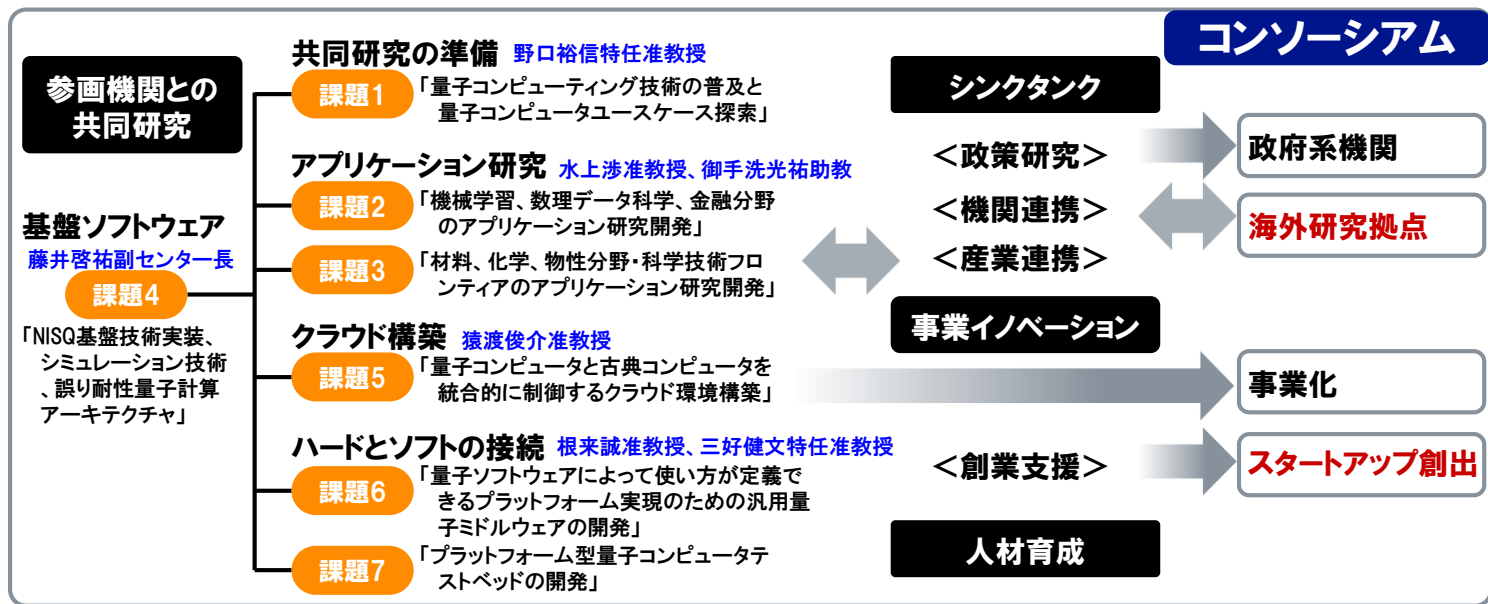 コンソーシアム
参画機関との
共同研究
基盤ソフトウェア
藤井啓祐副センター長
課題4
「NISQ基盤技術実装、
シミュレーション技術
、誤り耐性量子計算
アーキテクチャ」
共同研究の準備 野口裕信特任准教授
課題1
「量子コンピューティング技術の普及と
量子コンピュータユースケース探索」
アプリケーション研究 水上渉准教授、御手洗光祐助教
課題2
「機械学習、数理データ科学、金融分野
のアプリケーション研究開発」
課題3
「材料、化学、物性分野・科学技術フロ
ンティアのアプリケーション研究開発」
クラウド構築 猿渡俊介准教授
課題5
「量子コンピュータと古典コンピュータを
統合的に制御するクラウド環境構築」
ハードとソフトの接続 根来誠准教授、三好健文特任准教授
課題6
「量子ソフトウェアによって使い方が定義で
きるプラットフォーム実現のための汎用量
子ミドルウェアの開発」
課題7
「プラットフォーム型量子コンピュータテ
ストベッドの開発」
シンクタンク
<政策研究>
<機関連携>
<産業連携>
事業イノベーション
<創業支援>
人材育成
政府系機関
海外研究拠点
事業化
スタートアップ創出